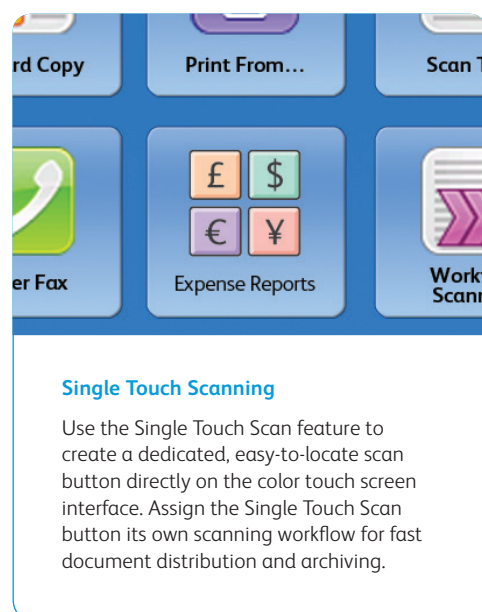 rd Copy
Print From...
Scan T
£ $
€ ¥
er Fax
Expense Reports
Work
Scann
Single Touch Scanning
Use the Single Touch Scan feature to
create a dedicated, easy-to-locate scan
button directly on the color touch screen
interface. Assign the Single Touch Scan
button its own scanning workflow for fast
document distribution and archiving.